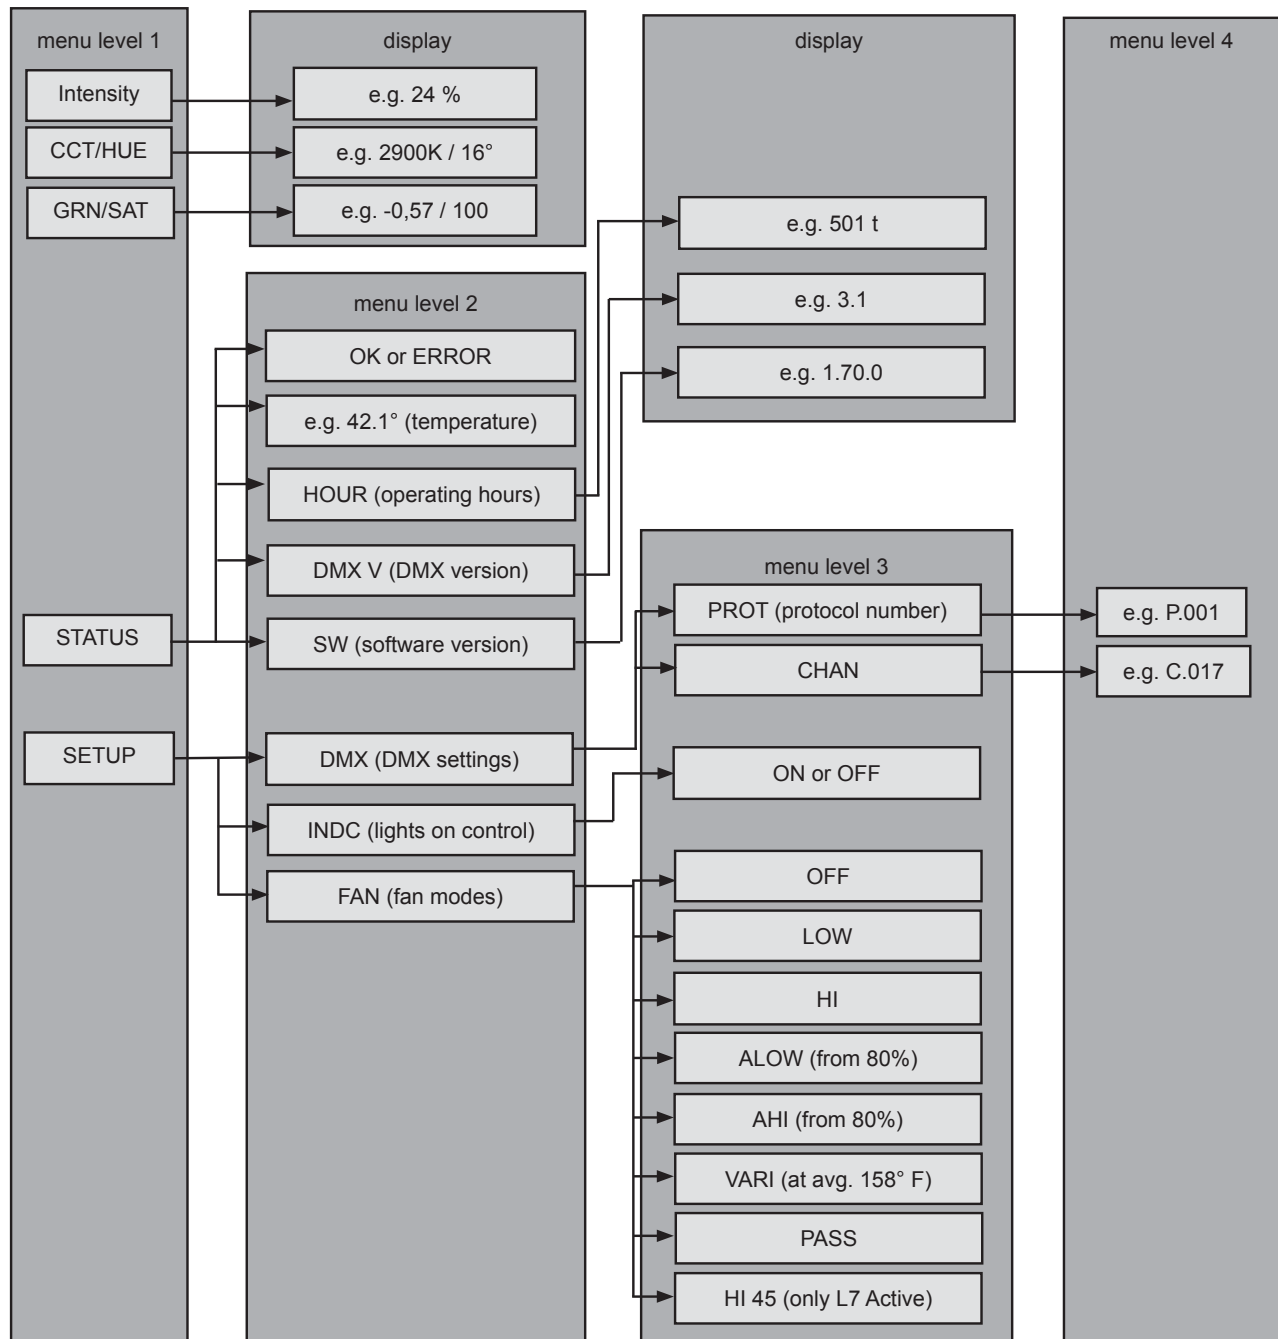 menu level 1
Intensity
CCT/HUE
GRN/SAT
STATUS
SETUP
display
e.g. 24 %
e.g. 2900K / 16°
e.g. -0,57 / 100
menu level 2
OK or ERROR
e.g. 42.1° (temperature)
HOUR (operating hours)
DMX V (DMX version)
SW (software version)
DMX (DMX settings)
INDC (lights on control)
FAN (fan modes)
display
e.g. 501 t
e.g. 3.1
e.g. 1.70.0
menu level 3
PROT (protocol number)
CHAN
ON or OFF
OFF
LOW
HI
ALOW (from 80%)
AHI (from 80%)
VARI (at avg. 158° F)
PASS
HI 45 (only L7 Active)
menu level 4
e.g. P.001
e.g. C.017